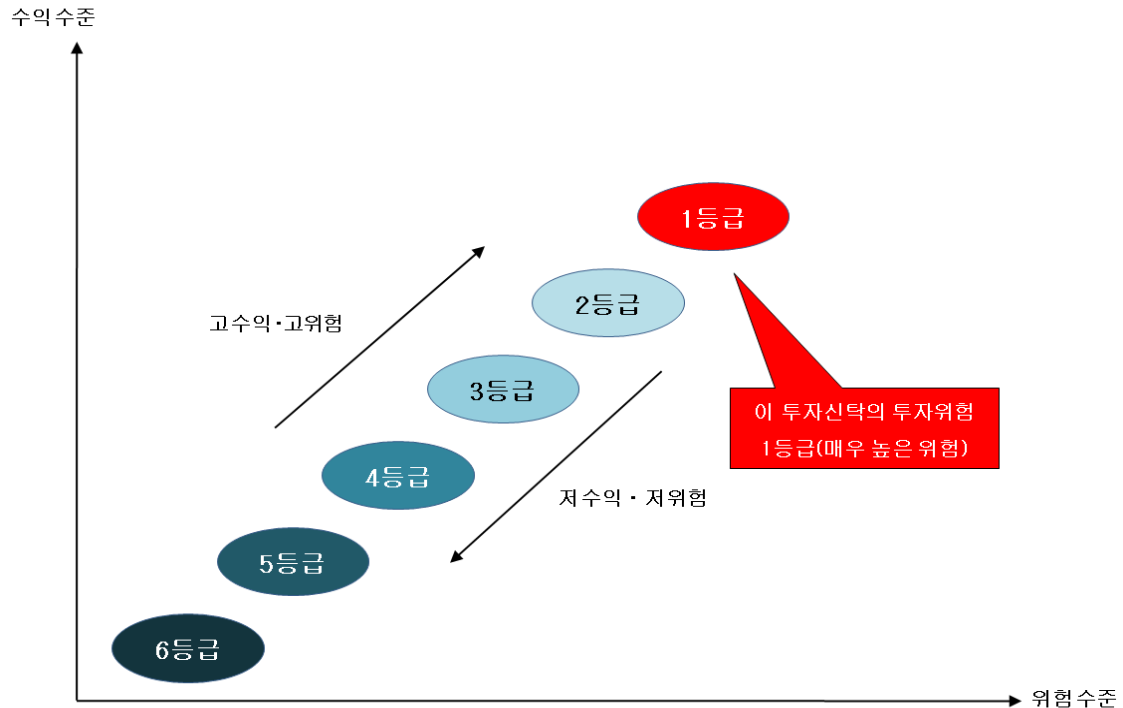 수익수준
1등급
2등급
고수익·고위험
3등급
이 투자신탁의 투자위험
1등급(매우 높은 위험)
4등급
저수익·저위험
5등급
6등급
위험수준